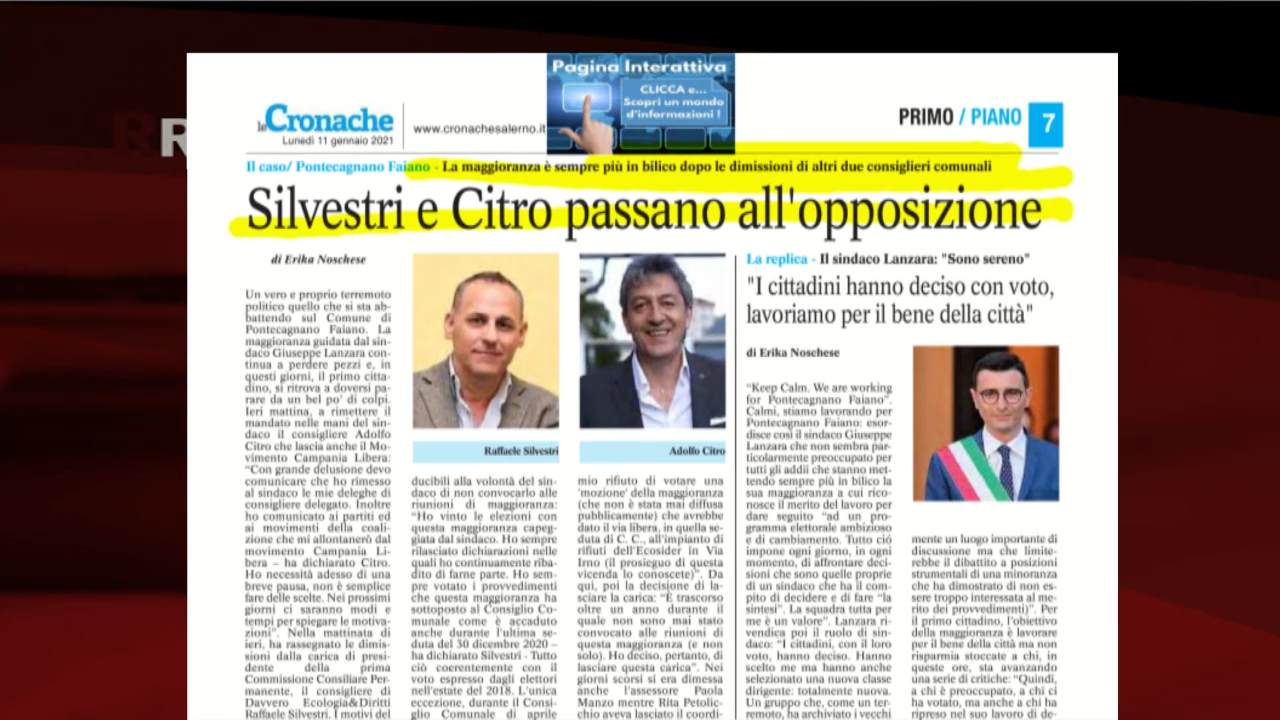 Pagina Interattiva
CLICCA e...
Scopri un mondo
d'informazioni !
leCronache
Lunedì 11 gennaio 2021
www.cronachesalerno.it
PRIMO / PIANO
7
Il caso/ Pontecagnano Faiano - La maggioranza è sempre più in bilico dopo le dimissioni di altri due consiglieri comunali
Silvestri e Citro passano all'opposizione
di Erika Noschese
Un vero e proprio terremoto
politico quello che si sta ab-
battendo sul Comune di
Pontecagnano Faiano. La
maggioranza guidata dal sin-
daco Giuseppe Lanzara con-
tinua a perdere pezzi e, in
questi giorni, il primo citta-
dino, si ritrova a doversi pa-
rare da un bel po' di colpi.
Ieri mattina, a rimettere il
mandato nelle mani del sin-
daco il consigliere Adolfo
Citro che lascia anche il Mo-
vimento Campania Libera:
“Con grande delusione devo
comunicare che ho rimesso
al sindaco le mie deleghe di
consigliere delegato. Inoltre
ho comunicato ai partiti ed
ai movimenti della coali-
zione che mi allontanerò dal
movimento Campania Li-
bera – ha dichiarato Citro.
Ho necessità adesso di una
breve pausa, non è semplice
fare delle scelte. Nei prossimi
giorni ci saranno modi e
tempi per spiegare le motiva-
zioni”. Nella mattinata di
ieri, ha rassegnato le dimis-
sioni dalla carica di presi-
dente della prima
Commissione Consiliare Per-
manente, il consigliere di
Davvero Ecologia&Diritti
Raffaele Silvestri. I motivi del
Raffaele Silvestri
ducibili alla volontà del sin-
daco di non convocarlo alle
riunioni di maggioranza:
“Ho vinto le elezioni con
questa maggioranza capeg-
giata dal sindaco. Ho sempre
rilasciato dichiarazioni nelle
quali ho continuamente riba-
dito di farne parte. Ho sem-
pre votato i provvedimenti
che questa maggioranza ha
sottoposto al Consiglio Co-
munale come è accaduto
anche durante l'ultima se-
duta del 30 dicembre 2020 –
ha dichiarato Silvestri - Tutto
ciò coerentemente con il
voto espresso dagli elettori
nell'estate del 2018. L'unica
eccezione, durante il Consi-
glio Comunale di aprile
Adolfo Citro
mio rifiuto di votare una
'mozione' della maggioranza
(che non è stata mai diffusa
pubblicamente) che avrebbe
dato il via libera, in quella se-
duta di C. C., all'impianto di
rifiuti dell'Ecosider in Via
Irno (il prosieguo di questa
vicenda lo conoscete)”. Da
qui, poi la decisione di la-
sciare la carica: “È trascorso
oltre un anno durante il
quale non sono mai stato
convocato alle riunioni di
questa maggioranza (e non
solo). Ho deciso, pertanto, di
lasciare questa carica”. Nei
giorni scorsi si era dimessa
anche l'assessore Paola
Manzo mentre Rita Petolic-
chio aveva lasciato il coordi-
La replica - Il sindaco Lanzara: "Sono sereno"
"I cittadini hanno deciso con voto,
lavoriamo per il bene della città"
di Erika Noschese
“Keep Calm. We are working
for Pontecagnano Faiano”.
Calmi, stiamo lavorando per
Pontecagnano Faiano: esor-
disce così il sindaco Giuseppe
Lanzara che non sembra par-
ticolarmente preoccupato per
tutti gli addii che stanno met-
tendo sempre più in bilico la
sua maggioranza a cui rico-
nosce il merito del lavoro per
dare seguito “ad un pro-
gramma elettorale ambizioso
e di cambiamento. Tutto ciò
impone ogni giorno, in ogni
momento, di affrontare deci-
sioni che sono quelle proprie
di un sindaco che ha il com-
pito di decidere e di fare “la
sintesi”. La squadra tutta per
me è un valore”. Lanzara ri-
vendica poi il ruolo di sin-
daco: “I cittadini, con il loro
voto, hanno deciso. Hanno
scelto me ma hanno anche
selezionato una nuova classe
dirigente: totalmente nuova.
Un gruppo che, come un ter-
remoto, ha archiviato i vecchi
mente un luogo importante di
discussione ma che limite-
rebbe il dibattito a posizioni
strumentali di una minoranza
che ha dimostrato di non es-
sere troppo interessata al me-
rito dei provvedimenti)”. Per
il primo cittadino, l'obiettivo
della maggioranza è lavorare
per il bene della città ma non
risparmia stoccate a chi, in
queste ore, sta avanzando
una serie di critiche: “Quindi,
a chi è preoccupato, a chi ci
ha votato, ma anche a chi ha
ripreso nel suo lavoro di de-